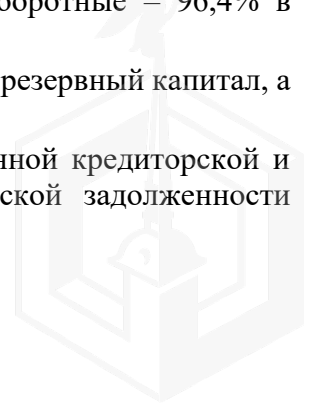 оборотные – 96,4% в
резервный капитал, а
нной кредиторской и
ской задолженности